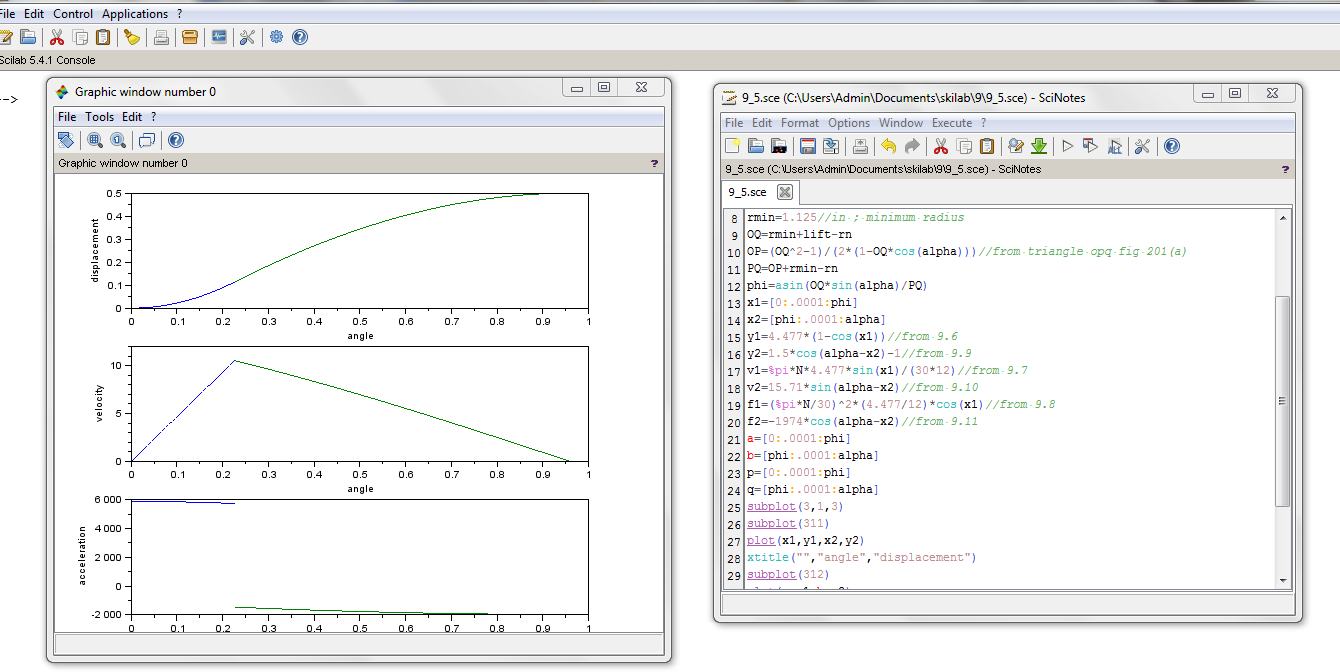 File Edit Control Applications ?
Scilab 5.4.1 Console
-->
Graphic window number 0
File Tools Edit ?
Graphic window number 0 ?
0.5
0.4
0.3
0.2
0.1
0
displacement
0 0.1 0.2 0.3 0.4 0.5 0.6 0.7 0.8 0.9 1
angle
10
5
0
velocity
0 0.1 0.2 0.3 0.4 0.5 0.6 0.7 0.8 0.9 1
angle
6 000
4 000
2 000
0
-2 000
acceleration
0 0.1 0.2 0.3 0.4 0.5 0.6 0.7 0.8 0.9 1
9_5.sce (C:\Users\Admin\Documents\skilab\9\9_5.sce) - SciNotes
File Edit Format Options Window Execute ?
9_5.sce (C:\Users\Admin\Documents\skilab\9\9_5.sce) - SciNotes ?
9_5.sce
8 rmin=1.125//in ; minimum radius
9 OQ=rmin+lift-rn
10 OP=(OQ^2-1)/(2*(1-OQ*cos(alpha)))//from triangle opq fig 201(a)
11 PQ=OP+rmin-rn
12 phi=asin(OQ*sin(alpha)/PQ)
13 x1=[0:.0001:phi]
14 x2=[phi:.0001:alpha]
15 y1=4.477*(1-cos(x1))//from 9.6
16 y2=1.5*cos(alpha-x2)-1//from 9.9
17 v1=%pi*N*4.477*sin(x1)/(30*12)//from 9.7
18 v2=15.71*sin(alpha-x2)//from 9.10
19 f1=(%pi*N/30)^2*(4.477/12)*cos(x1)//from 9.8
20 f2=-1974*cos(alpha-x2)//from 9.11
21 a=[0:.0001:phi]
22 b=[phi:.0001:alpha]
23 p=[0:.0001:phi]
24 q=[phi:.0001:alpha]
25 subplot(3,1,3)
26 subplot(311)
27 plot(x1,y1,x2,y2)
28 xtitle("","angle","displacement")
29 subplot(312)